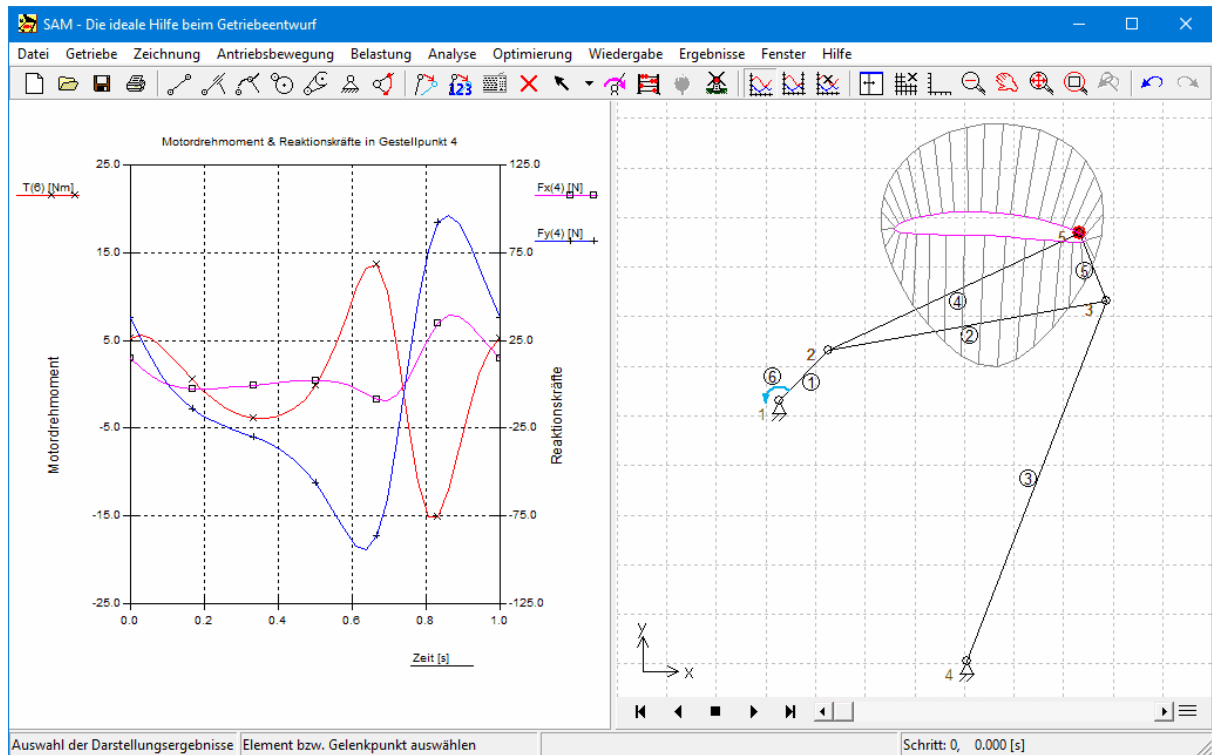 SAM - Die ideale Hilfe beim Getriebeentwurf
Datei Getriebe Zeichnung Antriebsbewegung Belastung Analyse Optimierung Wiedergabe Ergebnisse Fenster Hilfe
123
Motordrehmoment & Reaktionskräfte in Gestellpunkt 4
25.0 125.0
T(6) [Nm] Fx(4) [N]
Fy(4) [N]
15.0 75.0
5.0 25.0
-5.0 -25.0
-15.0 -75.0
-25.0 -125.0
Motordrehmoment
Reaktionskräfte
0.0 0.2 0.4 0.6 0.8 1.0
Zeit [s]
5
5
4
3
2
2
6
1
1
3
4
y
x
Auswahl der Darstellungsergebnisse Element bzw. Gelenkpunkt auswählen Schritt: 0, 0.000 [s]